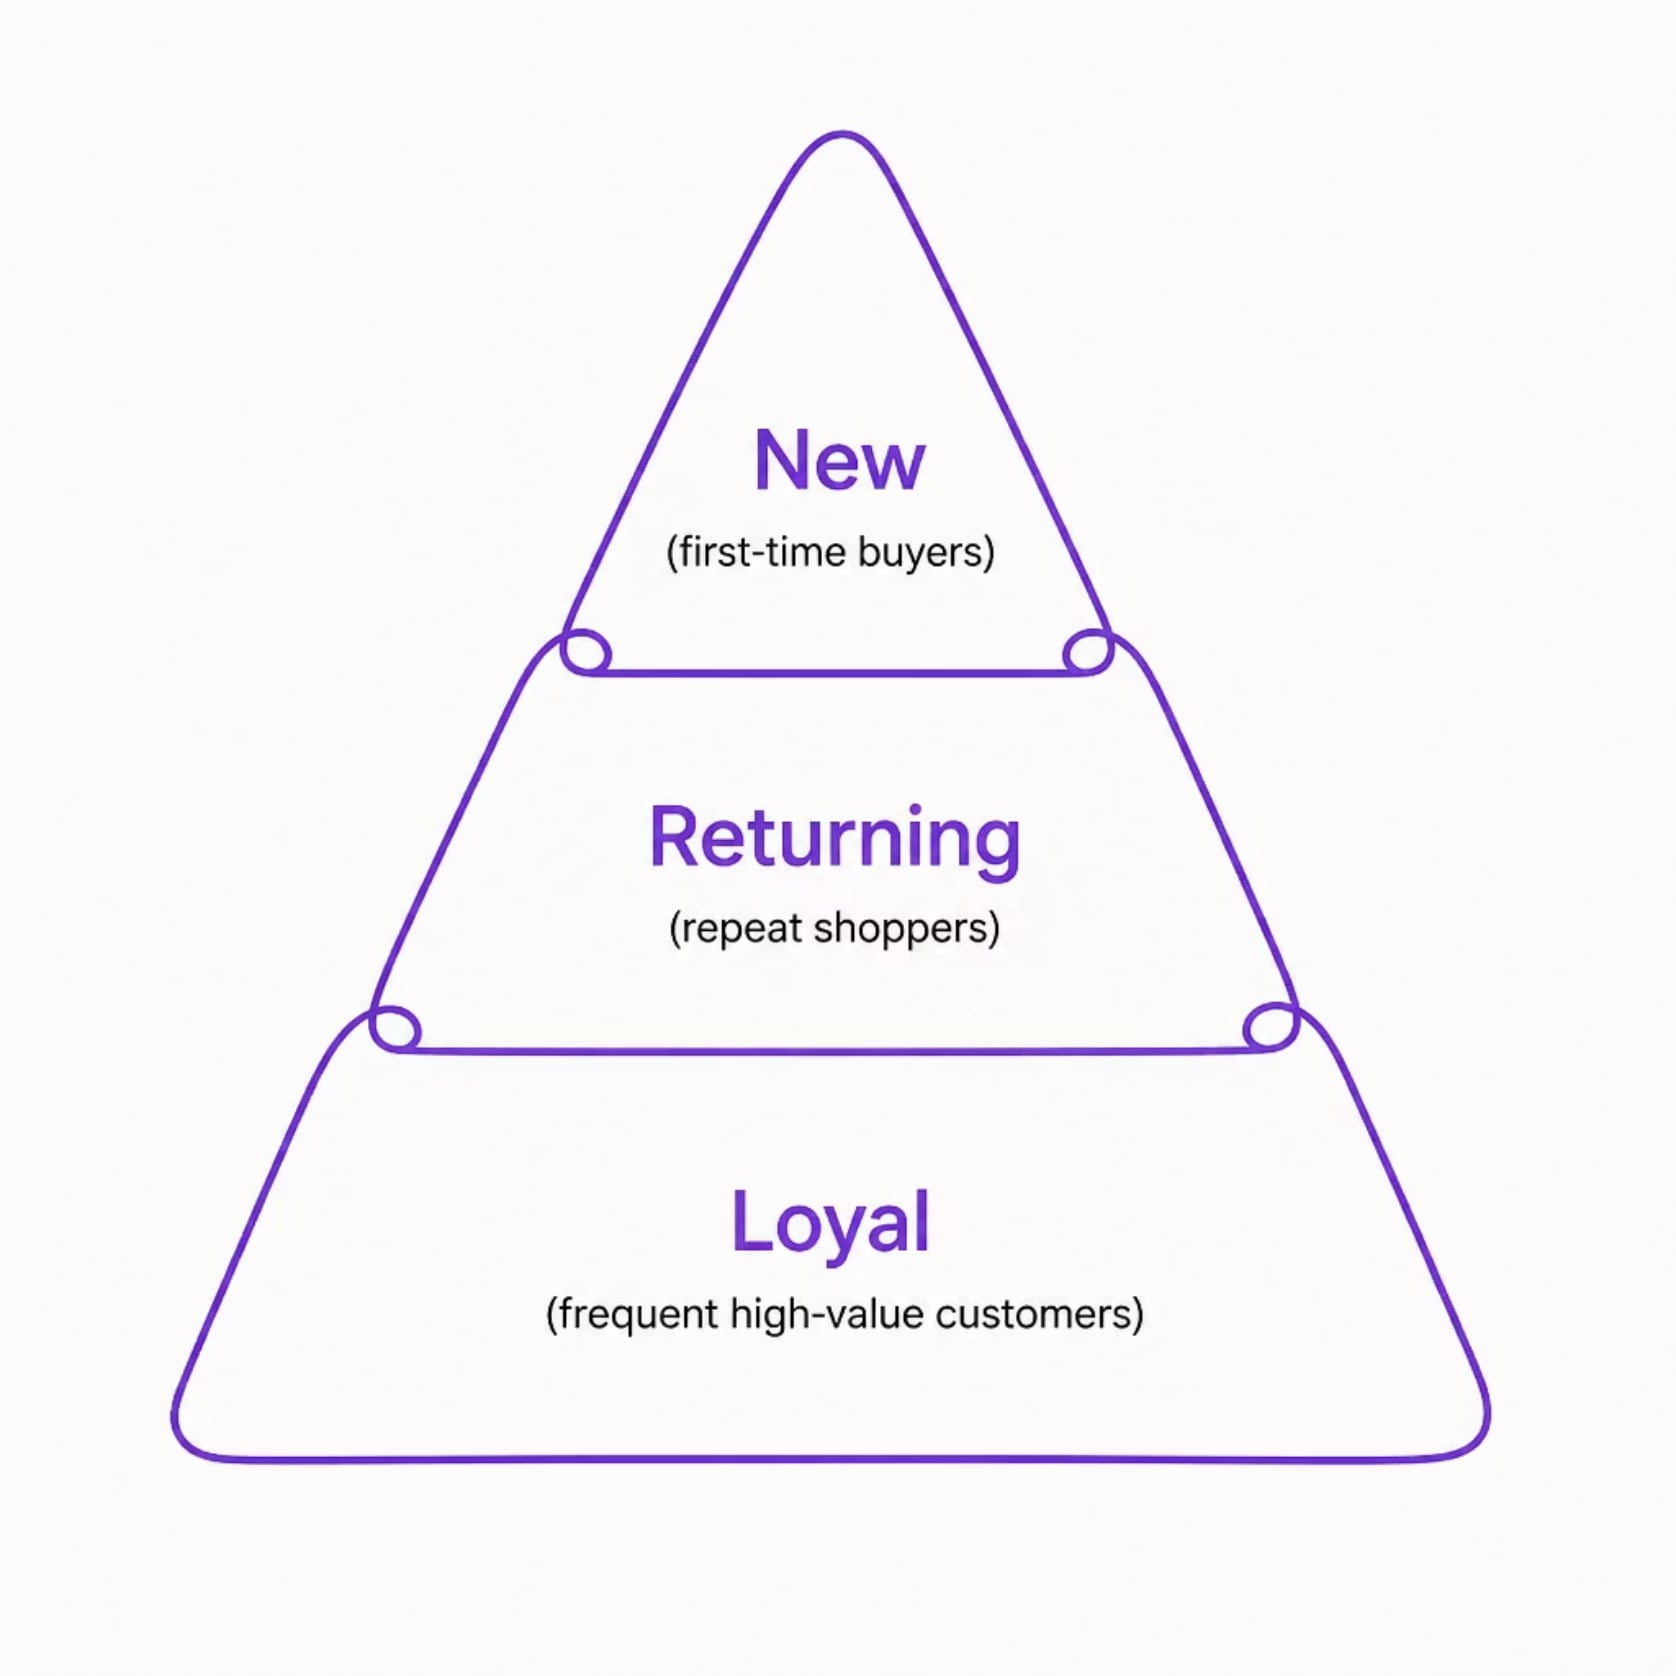 New
(first-time buyers)
Returning
(repeat shoppers)
Loyal
(frequent high-value customers)